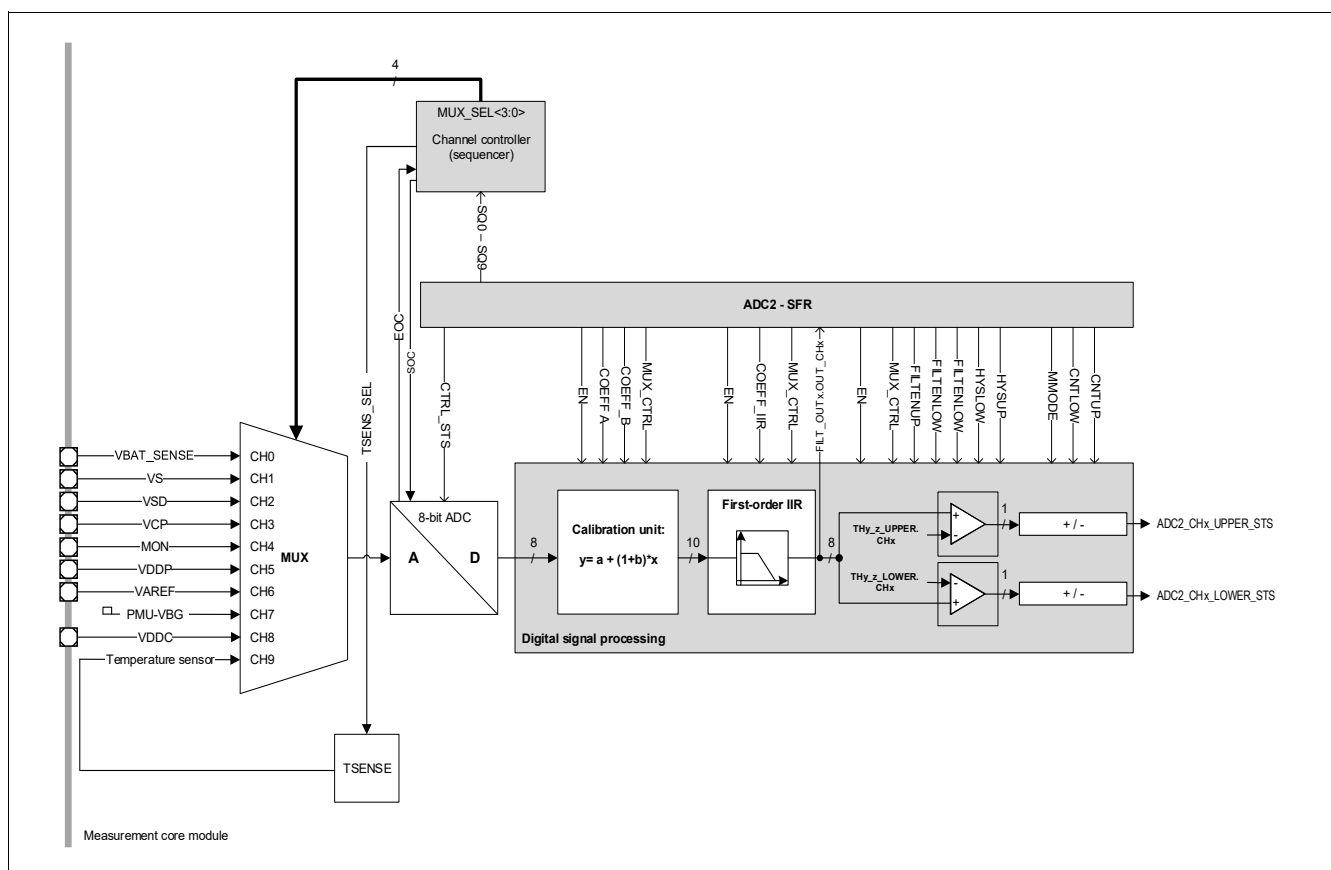 4
MUX_SEL<3:0>
Channel controller
(sequencer)
SQ0 – SQ9
ADC2 - SFR
TSENS_SEL
EOC
SOC
CTRL_STS
EN
COEFF A
COEFF_B
MUX_CTRL
EN
COEFF_IIR
MUX_CTRL
FILT_OUTx.OUT_CHx
EN
MUX_CTRL
FILTENUP
FILTENLOW
FILTENLOW
HYSLOW
HYSUP
MMODE
CNTLOW
CNTUP
VBAT_SENSE
VS
VSD
VCP
MON
VDDP
VAREF
PMU-VBG
VDDC
Temperature sensor
CH0
CH1
CH2
CH3
CH4
CH5
CH6
CH7
CH8
CH9
MUX
8-bit ADC
A
D
8
Calibration unit:
y= a + (1+b)*x
10
First-order IIR
8
THy_z_UPPER.
CHx
+
-
1
+ / -
ADC2_CHx_UPPER_STS
THy_z_LOWER.
CHx
-
+
1
+ / -
ADC2_CHx_LOWER_STS
Digital signal processing
TSENSE
Measurement core module